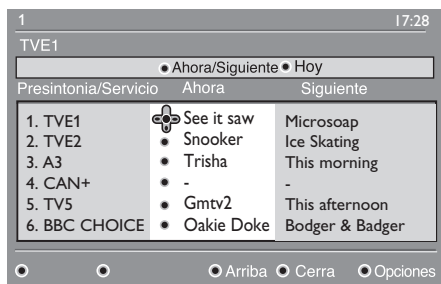 1 17:28
TVE1
Ahora/Siguiente Hoy
Presintonia/Servicio Ahora Siguiente
1. TVE1 See it saw Microsoap
2. TVE2 Snooker Ice Skating
3. A3 Trisha This morning
4. CAN+ - -
5. TV5 Gmtv2 This afternoon
6. BBC CHOICE Oakie Doke Bodger & Badger
Arriba Cerra Opciones